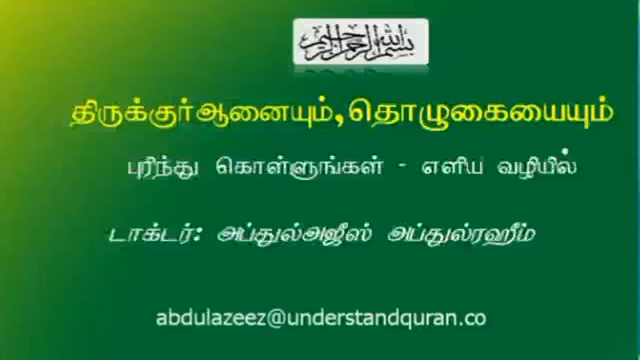 بسم الله الرحمن الرحيم
திருக்குர்ஆனையும்,தொழுகையையும்
புரிந்து கொள்ளுங்கள் - எளிய வழியில்
டாக்டர்: அப்துல்அஜீஸ் அப்துல்ரஹீம்
abdulazeez@understandquran.co